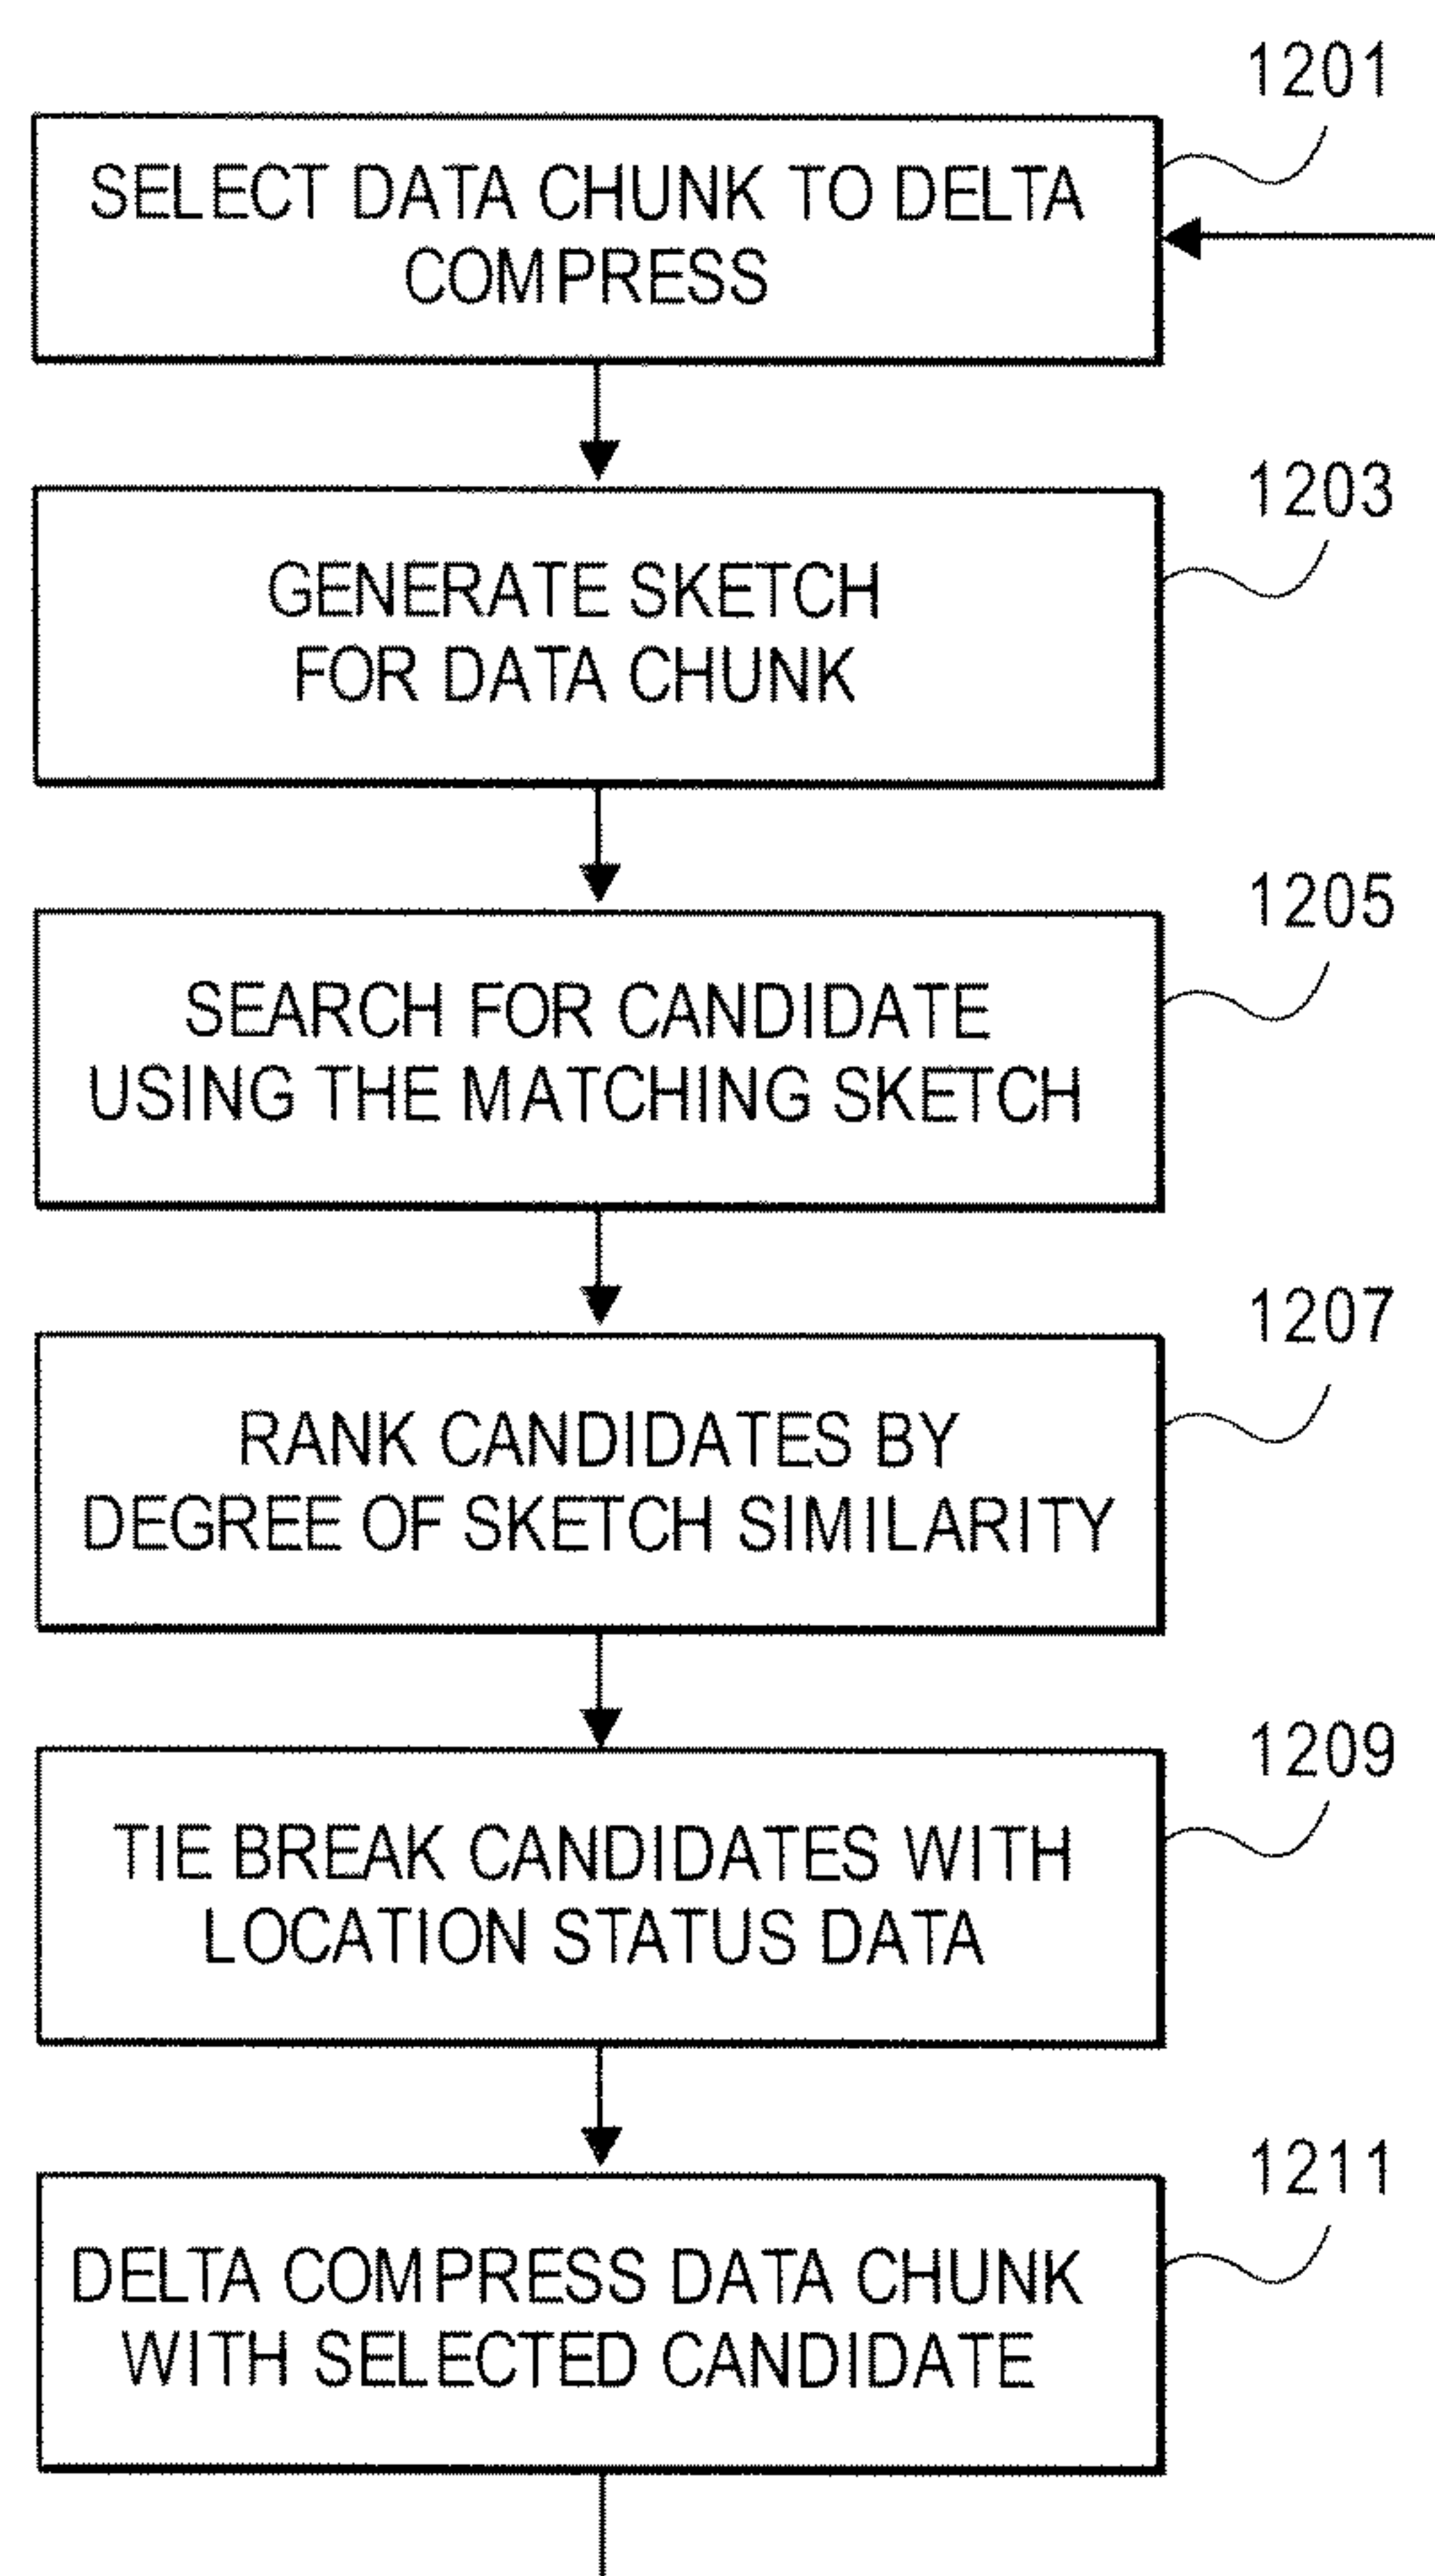 1201
SELECT DATA CHUNK TO DELTA
COMPRESS
1203
GENERATE SKETCH
FOR DATA CHUNK
1205
SEARCH FOR CANDIDATE
USING THE MATCHING SKETCH
1207
RANK CANDIDATES BY
DEGREE OF SKETCH SIMILARITY
1209
TIE BREAK CANDIDATES WITH
LOCATION STATUS DATA
1211
DELTA COMPRESS DATA CHUNK
WITH SELECTED CANDIDATE